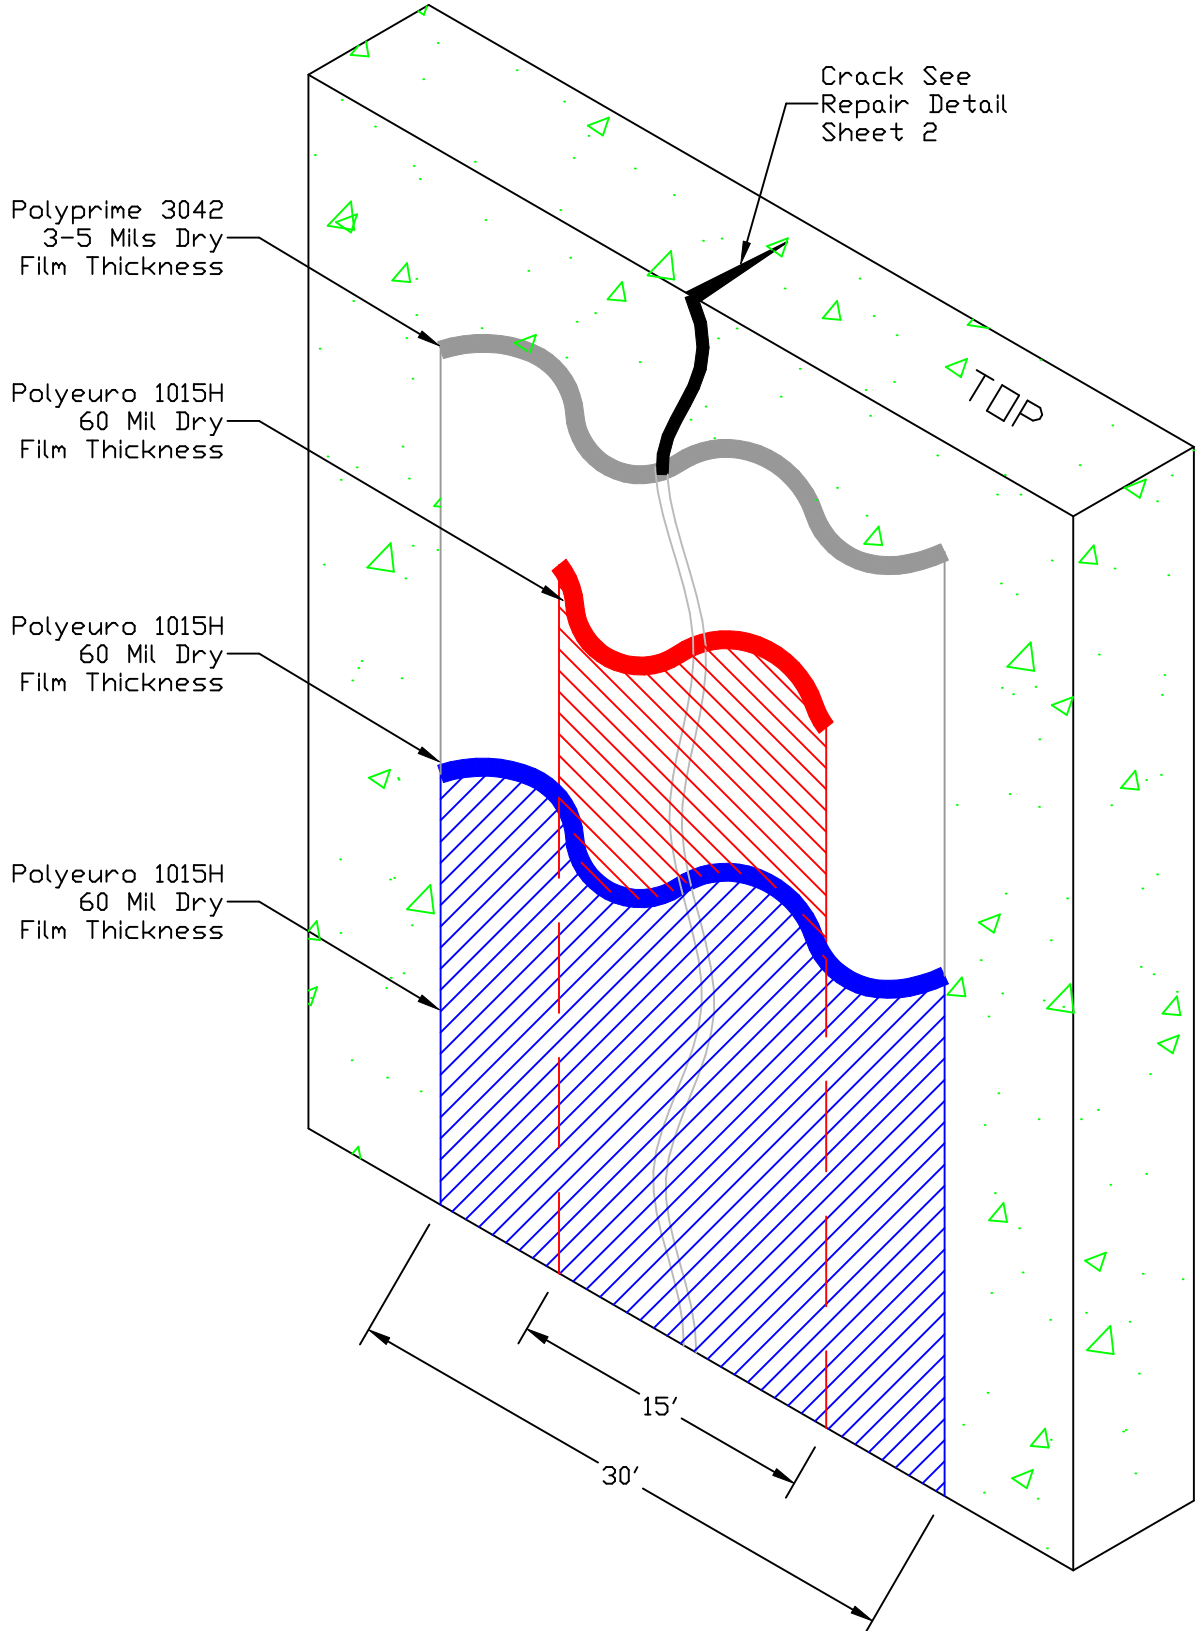 Crack See
Repair Detail
Sheet 2
Polyprime 3042
3-5 Mils Dry
Film Thickness
Polyeuro 1015H
60 Mil Dry
Film Thickness
TOP
Polyeuro 1015H
60 Mil Dry
Film Thickness
Polyeuro 1015H
60 Mil Dry
Film Thickness
15'
30'